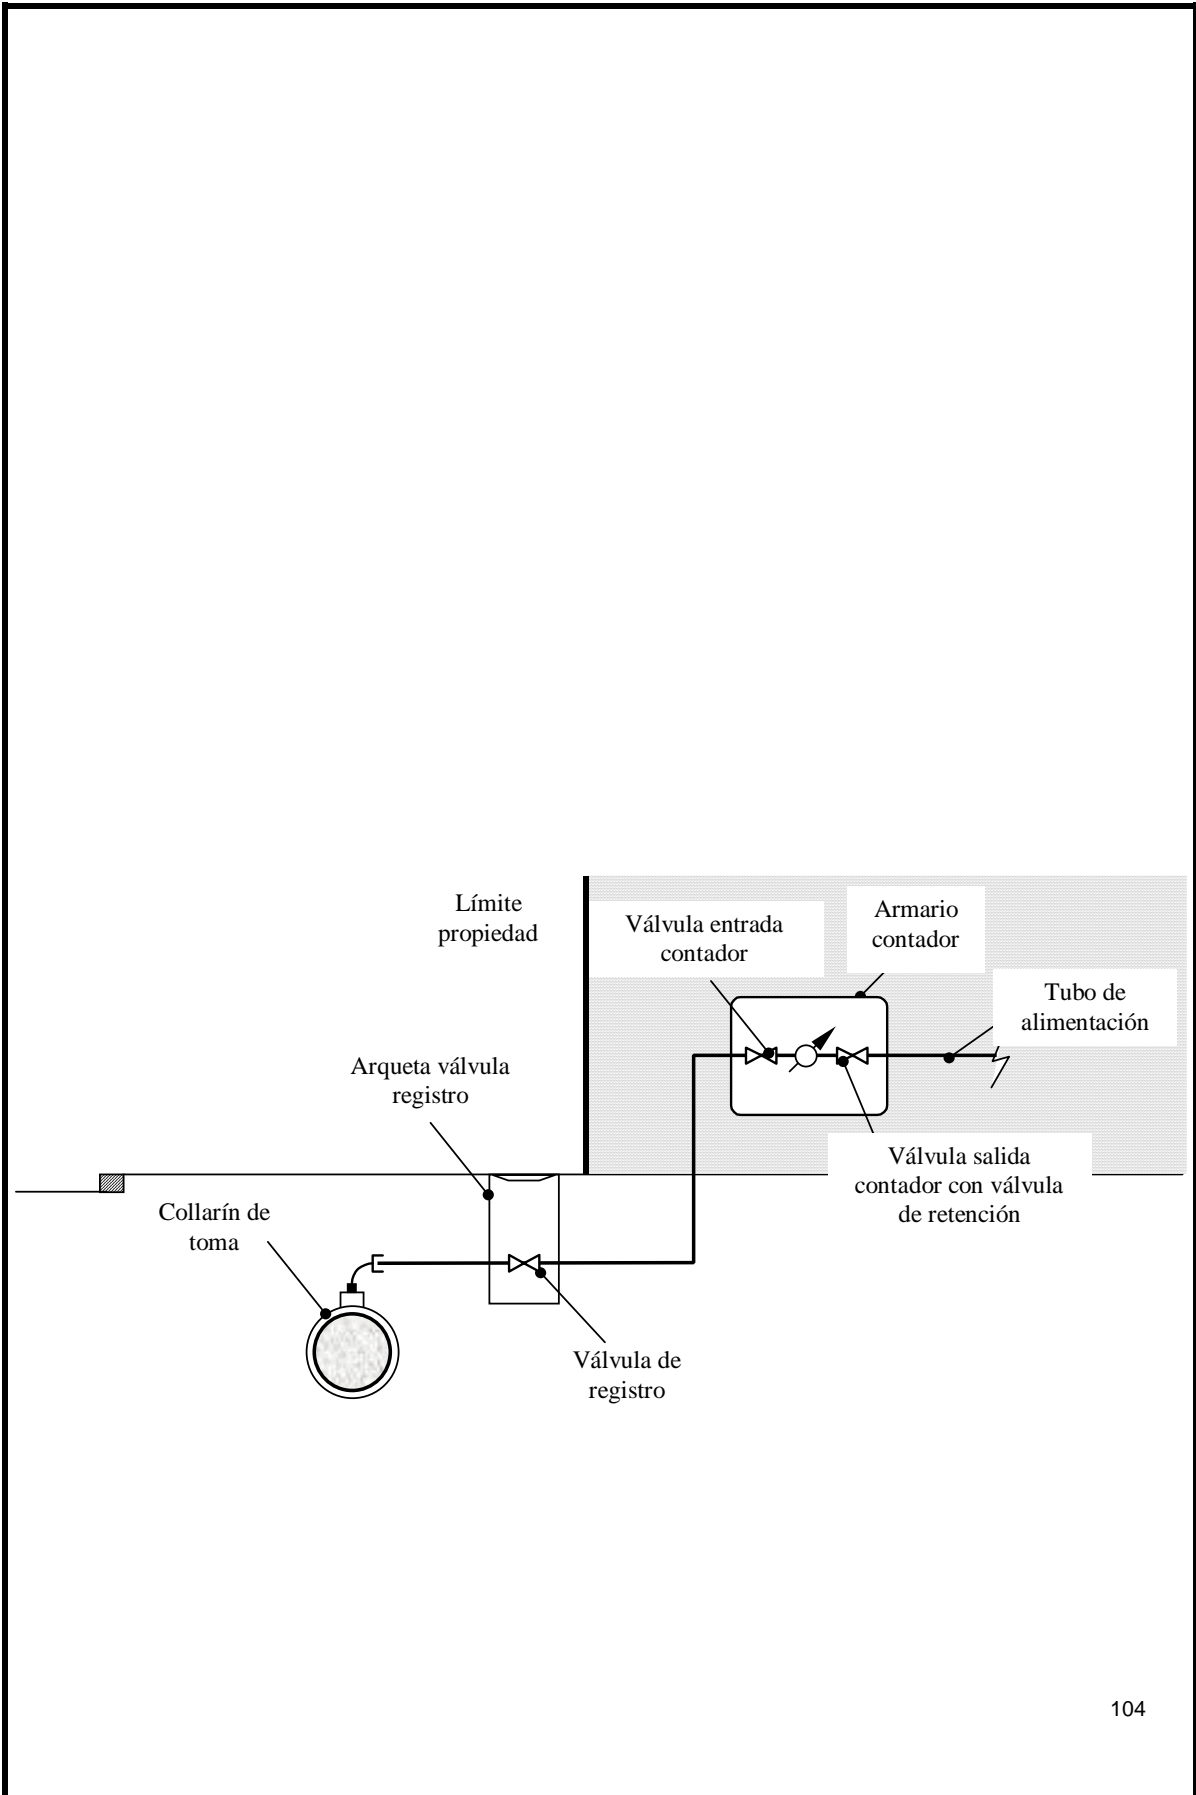 Límite
propiedad
Válvula entrada
contador
Armario
contador
Tubo de
alimentación
Arqueta válvula
registro
Válvula salida
contador con válvula
de retención
Collarín de
toma
Válvula de
registro
104